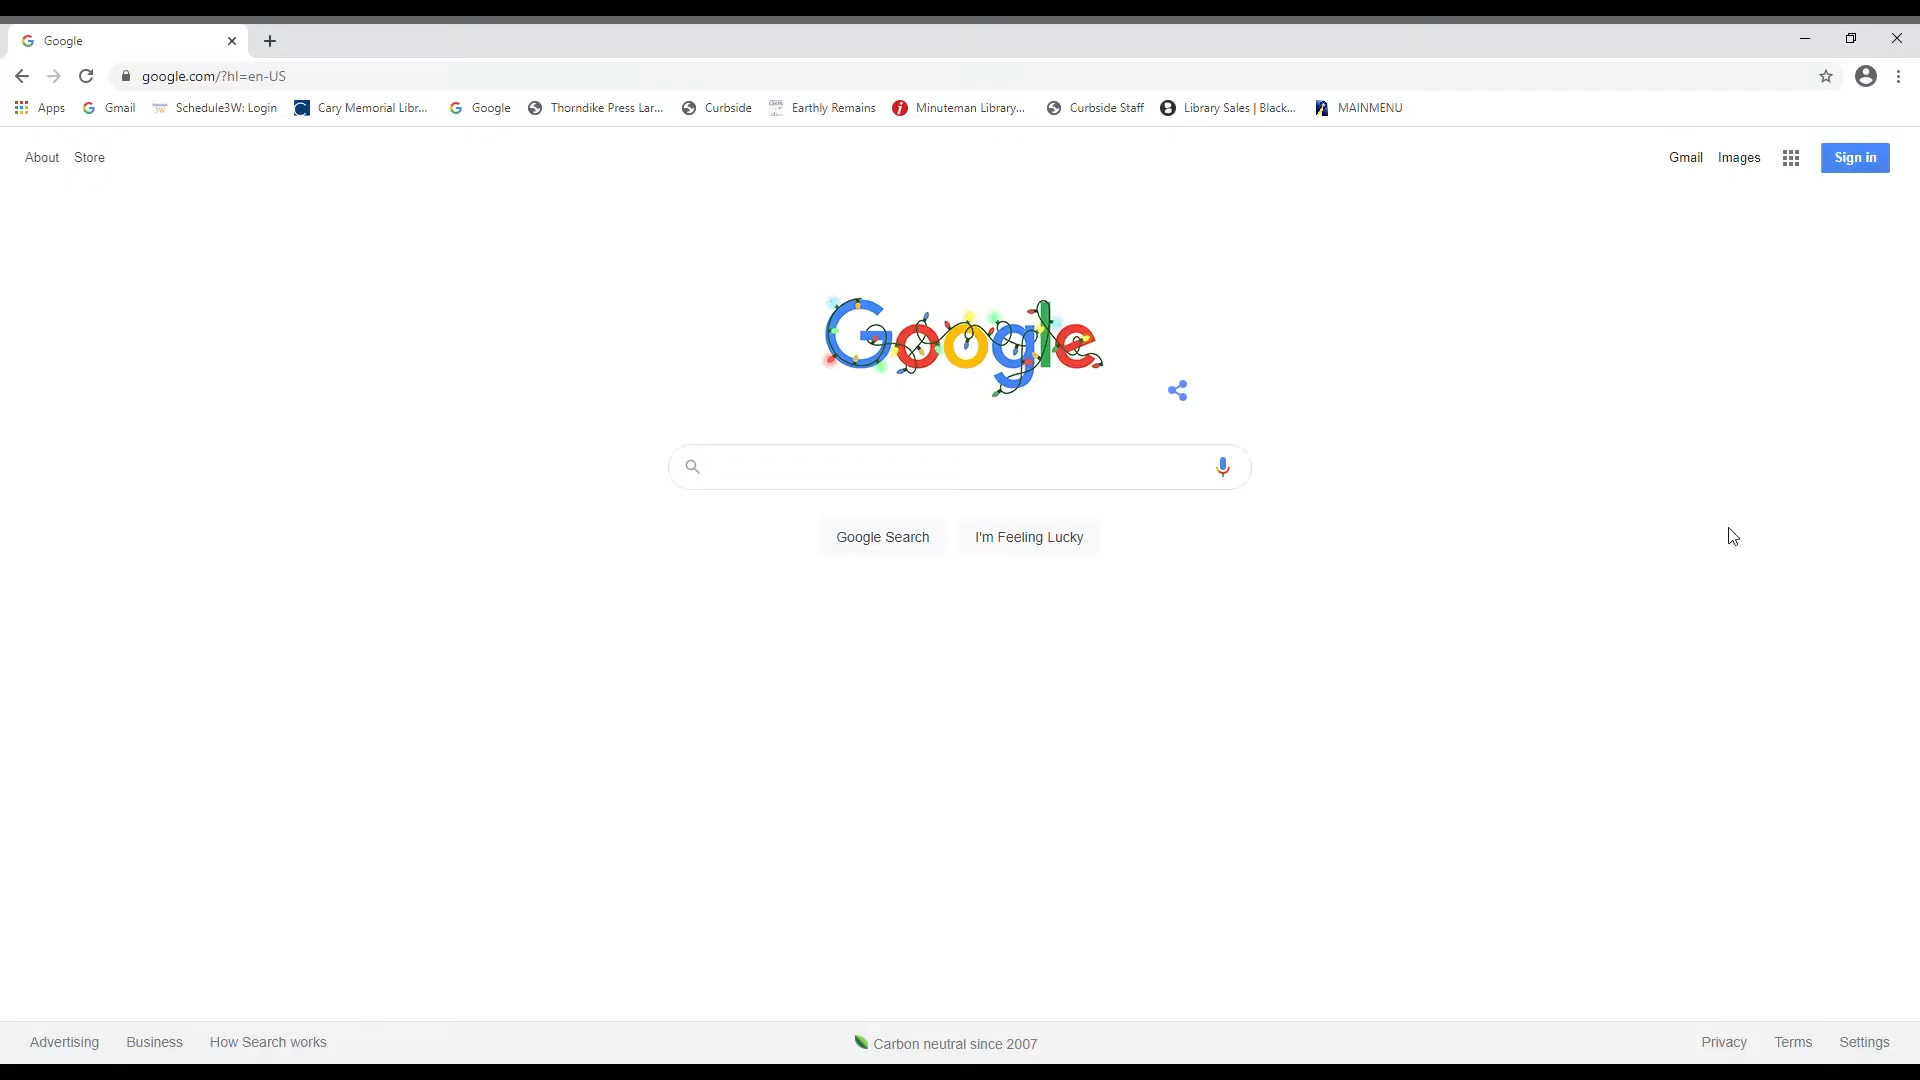 Google
google.com/?hl=en-US
Apps Gmail Schedule3W: Login Cary Memorial Libr... Google Thorndike Press Lar... Curbside Earthly Remains Minuteman Library... Curbside Staff Library Sales | Black... MAINMENU
About Store Gmail Images Sign in
Google
Google Search I'm Feeling Lucky
Advertising Business How Search works Carbon neutral since 2007 Privacy Terms Settings